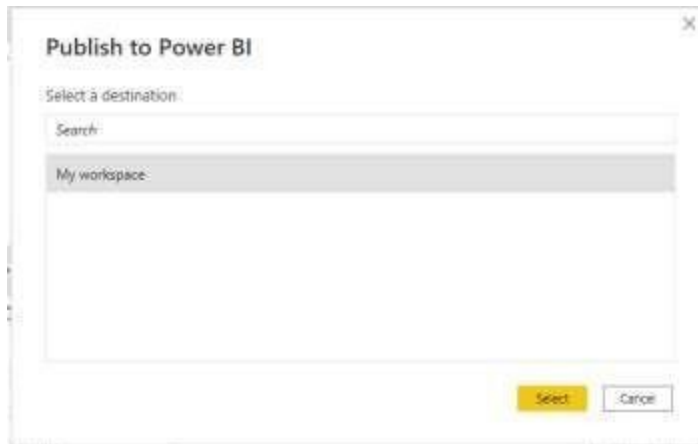 Publish to Power BI
Select a destination
Search
My workspace
Select
Cancel